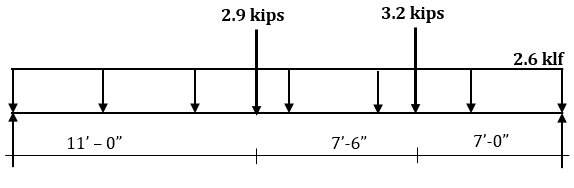 3.2 kips
2.9 kips
2.6 klf
11’ – 0”
7’-6”
7’-0”